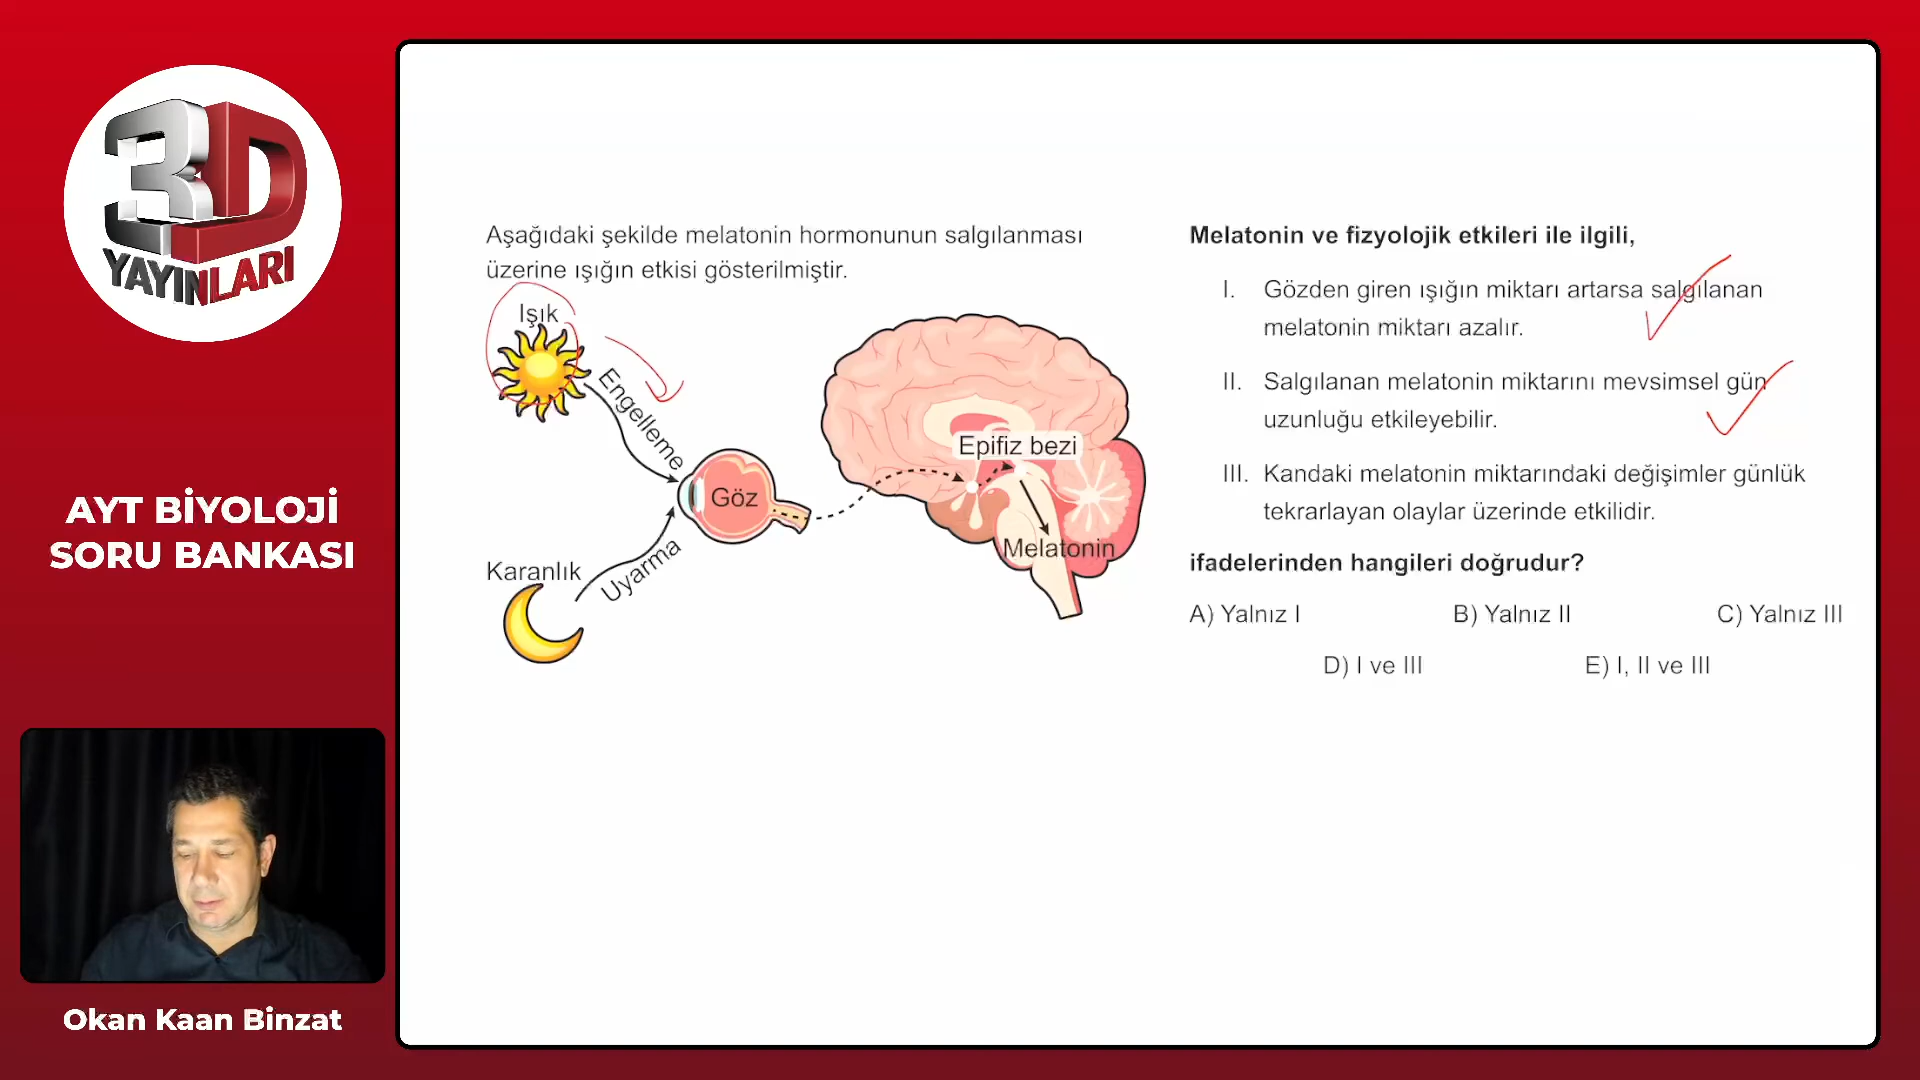 3D
YAYINLARI
AYT BİYOLOJİ
SORU BANKASI
Okan Kaan Binzat
Aşağıdaki şekilde melatonin hormonunun salgılanması
üzerine ışığın etkisi gösterilmiştir.
Işık
Engelleme
Göz
Karanlık
Uyarma
Epifiz bezi
Melatonin
Melatonin ve fizyolojik etkileri ile ilgili,
I. Gözden giren ışığın miktarı artarsa salgılanan
melatonin miktarı azalır.
II. Salgılanan melatonin miktarını mevsimsel gün
uzunluğu etkileyebilir.
III. Kandaki melatonin miktarındaki değişimler günlük
tekrarlayan olaylar üzerinde etkilidir.
ifadelerinden hangileri doğrudur?
A) Yalnız I B) Yalnız II C) Yalnız III
D) I ve III E) I, II ve III